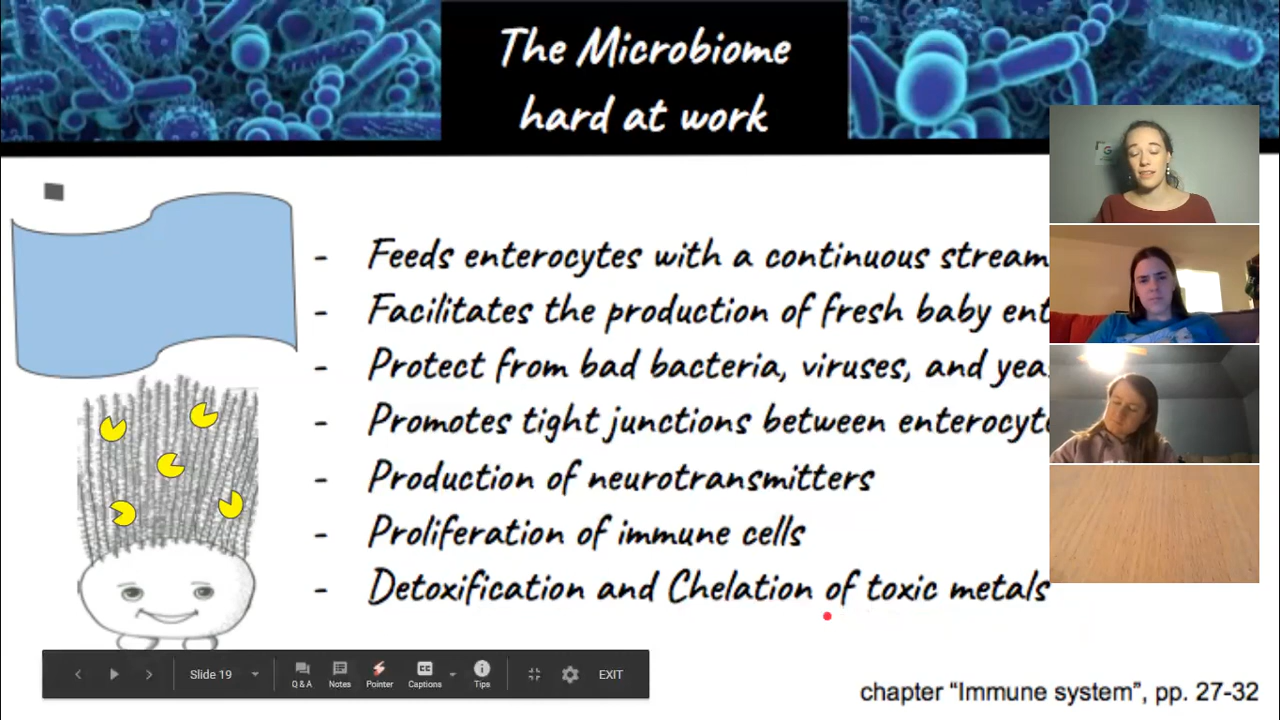 The Microbiome
hard at work
- Feeds enterocytes with a continuous stream
- Facilitates the production of fresh baby ent
- Protect from bad bacteria, viruses, and yea
- Promotes tight junctions between enterocyt
- Production of neurotransmitters
- Proliferation of immune cells
- Detoxification and Chelation of toxic metals
Slide 19
Q & A
Notes
Pointer
CC
Captions
Tips
EXIT
chapter “Immune system”, pp. 27-32